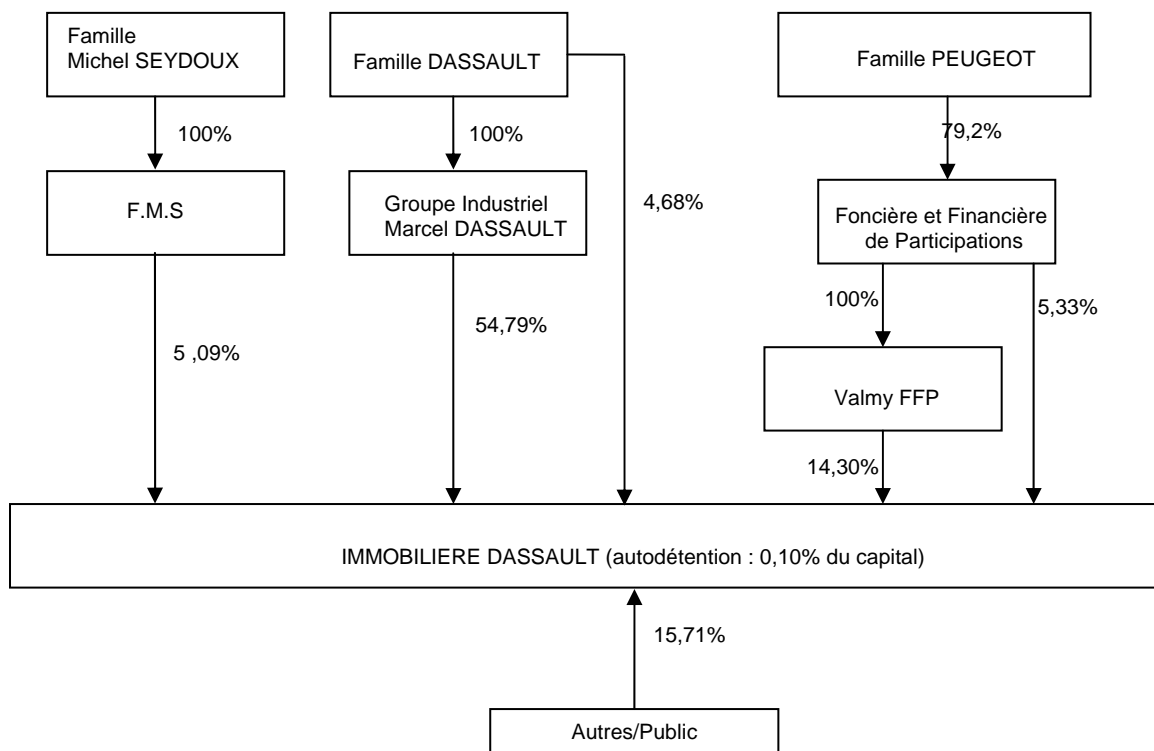 Famille
Michel SEYDOUX
Famille DASSAULT
Famille PEUGEOT
100%
100%
79,2%
F.M.S
Groupe Industriel
Marcel DASSAULT
4,68%
Foncière et Financière
de Participations
100%
5,33%
54,79%
5 ,09%
Valmy FFP
14,30%
IMMOBILIERE DASSAULT (autodétention : 0,10% du capital)
15,71%
Autres/Public